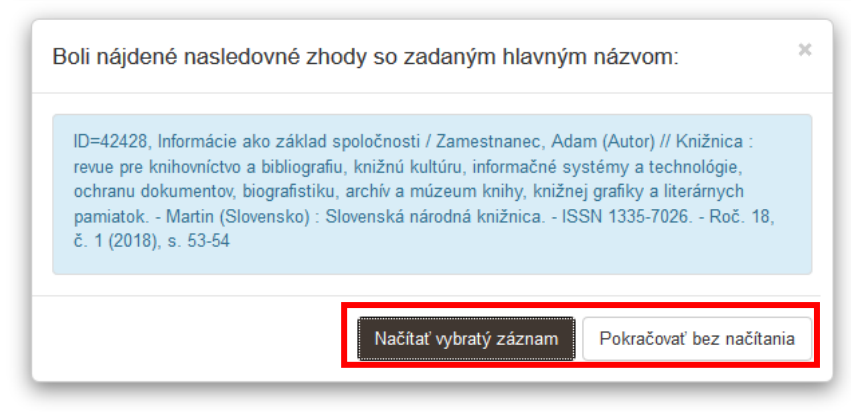 Boli nájdené nasledovné zhody so zadaným hlavným názvom:
×
ID=42428, Informácie ako základ spoločnosti / Zamestnanec, Adam (Autor) // Knižnica :
revue pre knihovníctvo a bibliografiu, knižnú kultúru, informačné systémy a technológie,
ochranu dokumentov, biografistiku, archív a múzeum knihy, knižnej grafiky a literárnych
pamiatok. - Martin (Slovensko) : Slovenská národná knižnica. - ISSN 1335-7026. - Roč. 18,
č. 1 (2018), s. 53-54
Načítať vybratý záznam
Pokračovať bez načítania